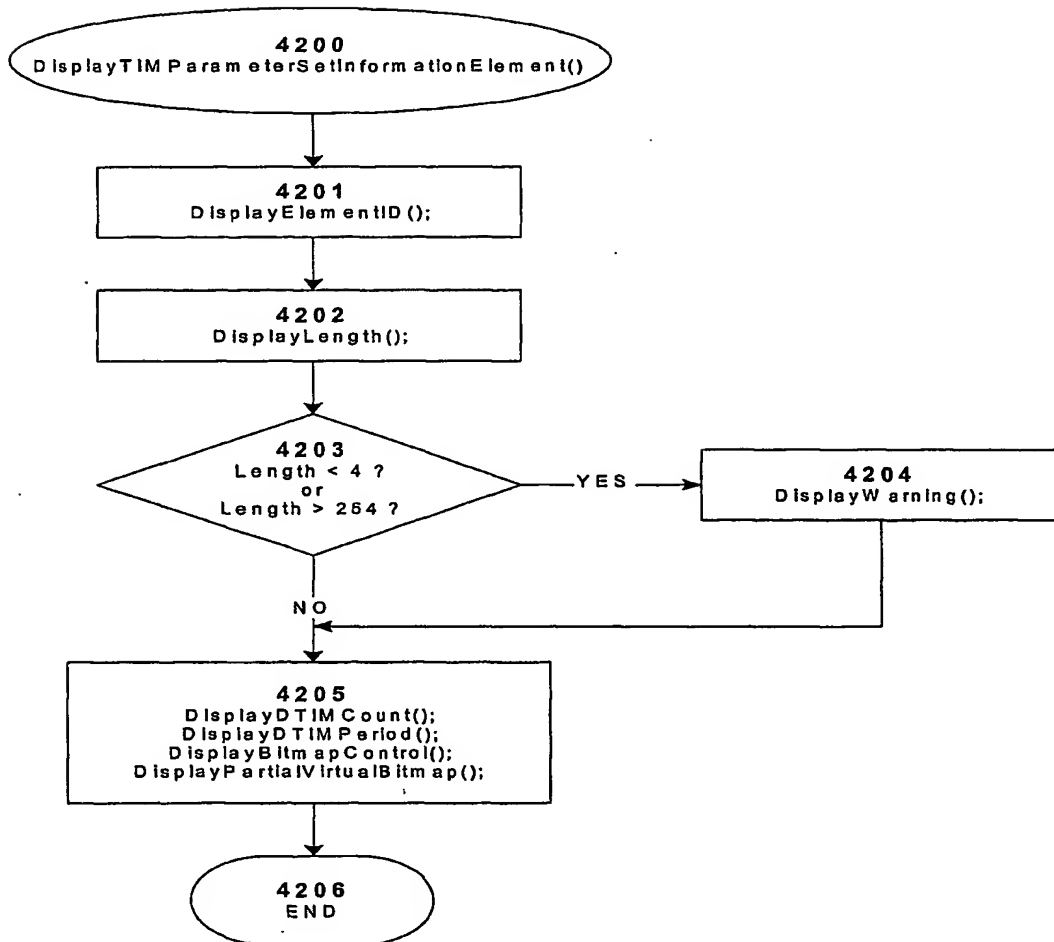 4200
DisplayTIMParameterSetInformationElement()
4201
DisplayElementID();
4202
DisplayLength();
4203
Length < 4 ?
or
Length > 254 ?
YES
4204
DisplayWarning();
NO
4205
DisplayDTIMCount();
DisplayDTIMPeriod();
DisplayBitmapControl();
DisplayPartialVirtualBitmap();
4206
END